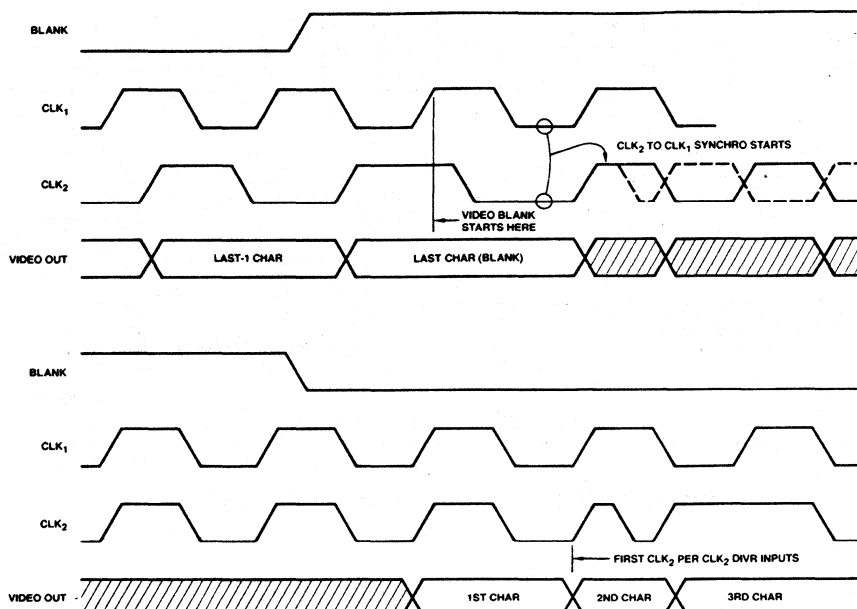 BLANK
CLK1
CLK2 TO CLK1 SYNCHRO STARTS
CLK2
VIDEO BLANK
STARTS HERE
VIDEO OUT
LAST-1 CHAR
LAST CHAR (BLANK)
BLANK
CLK1
CLK2
FIRST CLK2 PER CLK2 DIVR INPUTS
VIDEO OUT
1ST CHAR
2ND CHAR
3RD CHAR